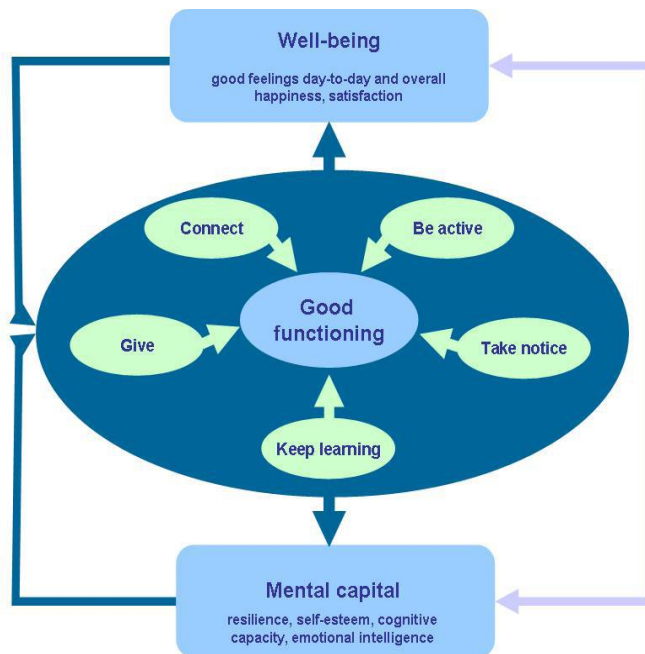 Well-being
good feelings day-to-day and overall
happiness, satisfaction
Connect
Be active
Good
functioning
Give
Take notice
Keep learning
Mental capital
resilience, self-esteem, cognitive
capacity, emotional intelligence